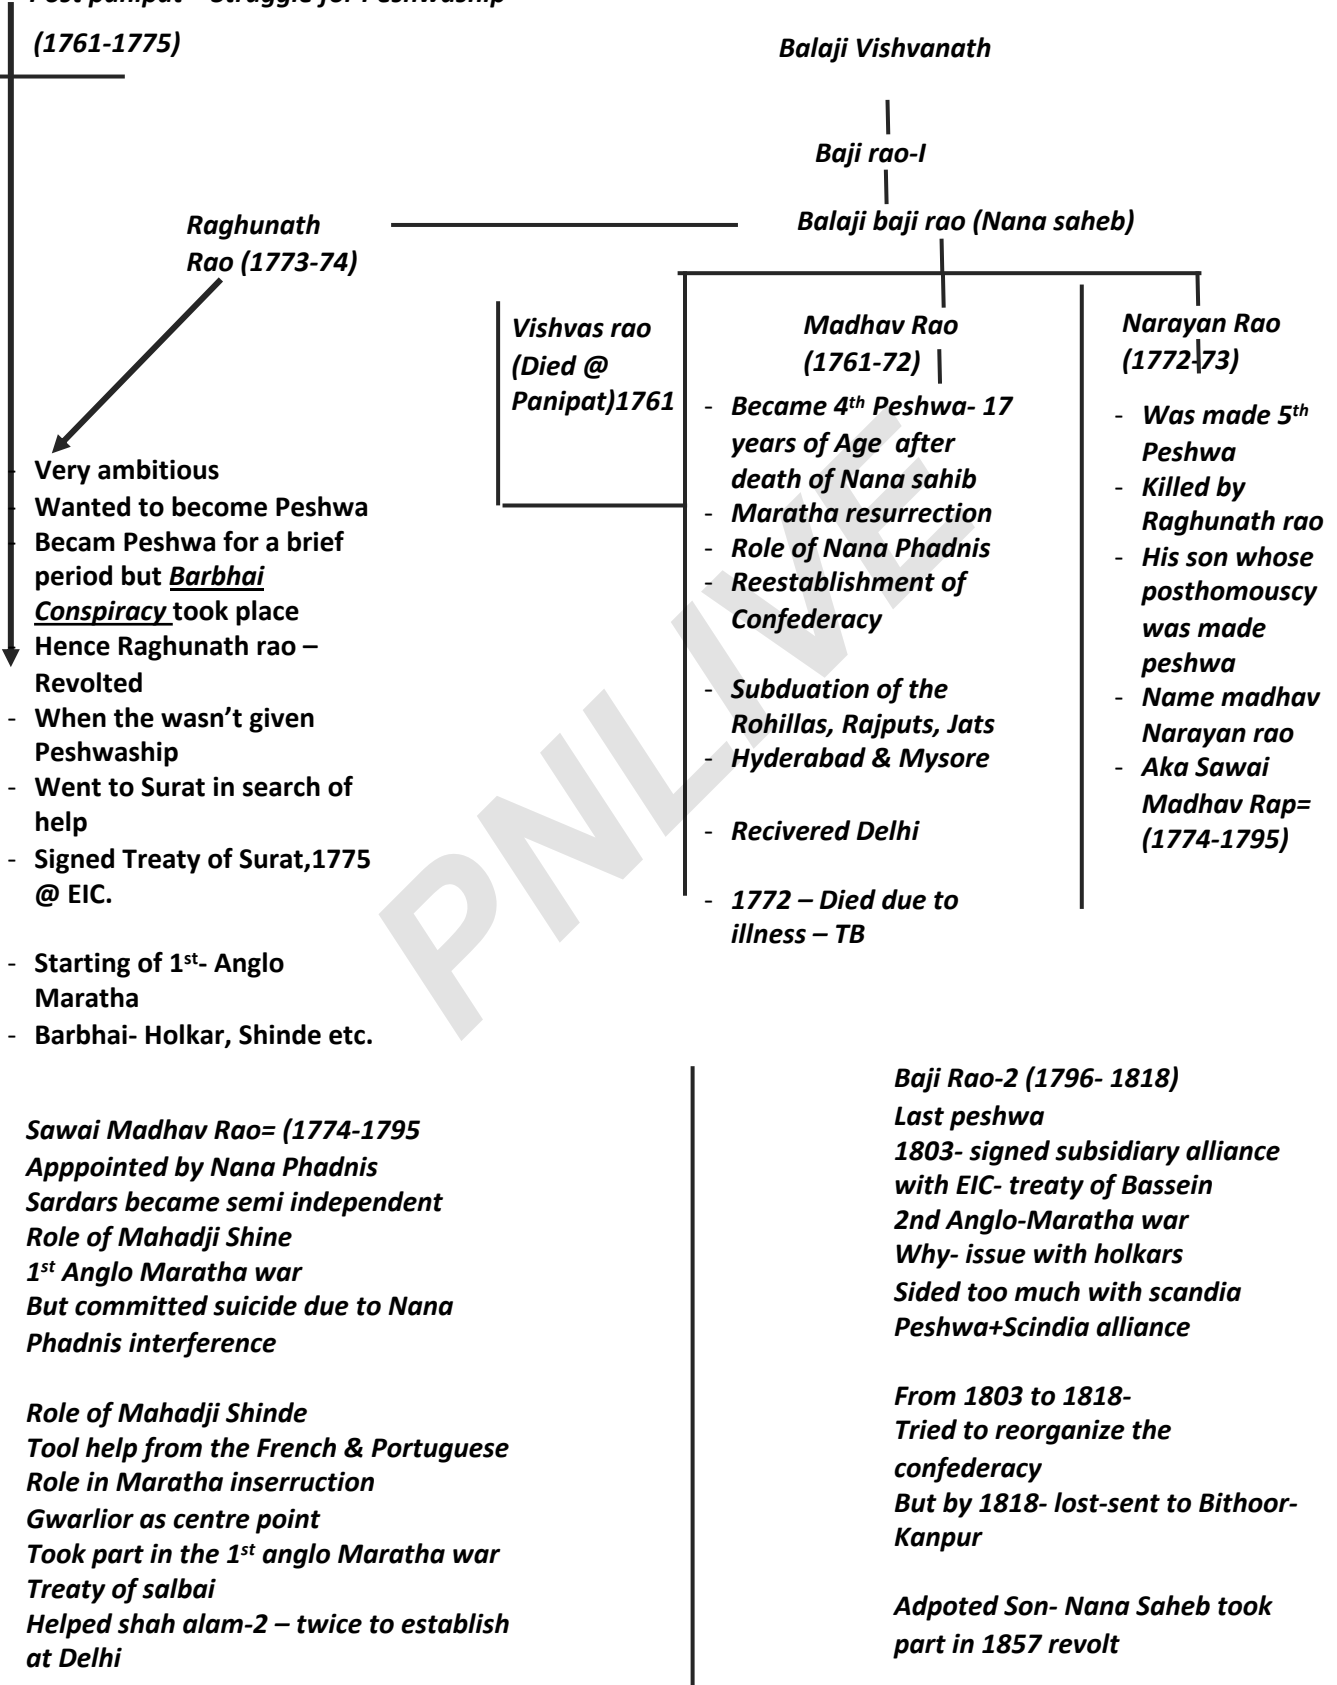 Post panipat – Struggle for Peshwaship
(1761-1775)
Balaji Vishvanath
Baji rao-I
Balaji baji rao (Nana saheb)
Raghunath
Rao (1773-74)
- Very ambitious
- Wanted to become Peshwa
- Becam Peshwa for a brief
period but Barbhai
Conspiracy took place
- Hence Raghunath rao –
Revolted
- When the wasn’t given
Peshwaship
- Went to Surat in search of
help
- Signed Treaty of Surat,1775
@ EIC.
- Starting of 1st- Anglo
Maratha
- Barbhai- Holkar, Shinde etc.
Vishvas rao
(Died @
Panipat)1761
Madhav Rao
(1761-72)
- Became 4th Peshwa- 17
years of Age after
death of Nana sahib
- Maratha resurrection
- Role of Nana Phadnis
- Reestablishment of
Confederacy
- Subduation of the
Rohillas, Rajputs, Jats
- Hyderabad & Mysore
- Recivered Delhi
- 1772 – Died due to
illness – TB
Narayan Rao
(1772-73)
- Was made 5th
Peshwa
- Killed by
Raghunath rao
- His son whose
posthomouscy
was made
peshwa
- Name madhav
Narayan rao
- Aka Sawai
Madhav Rap=
(1774-1795)
PNLIVE
Sawai Madhav Rao= (1774-1795
Apppointed by Nana Phadnis
Sardars became semi independent
Role of Mahadji Shine
1st Anglo Maratha war
But committed suicide due to Nana
Phadnis interference
Role of Mahadji Shinde
Tool help from the French & Portuguese
Role in Maratha inserruction
Gwarlior as centre point
Took part in the 1st anglo Maratha war
Treaty of salbai
Helped shah alam-2 – twice to establish
at Delhi
Baji Rao-2 (1796- 1818)
Last peshwa
1803- signed subsidiary alliance
with EIC- treaty of Bassein
2nd Anglo-Maratha war
Why- issue with holkars
Sided too much with scandia
Peshwa+Scindia alliance
From 1803 to 1818-
Tried to reorganize the
confederacy
But by 1818- lost-sent to Bithoor-
Kanpur
Adpoted Son- Nana Saheb took
part in 1857 revolt